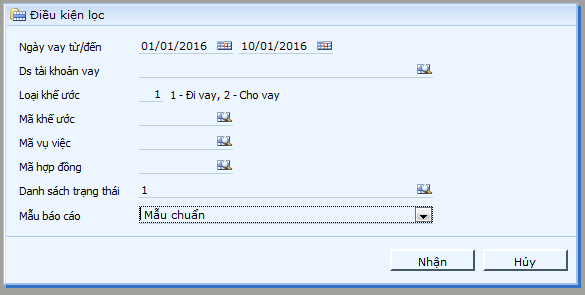 Điều kiện lọc
Ngày vay từ/đến 01/01/2016 10/01/2016
Ds tài khoản vay
Loại khế ước 1 1 - Đi vay, 2 - Cho vay
Mã khế ước
Mã vụ việc
Mã hợp đồng
Danh sách trạng thái 1
Mẫu báo cáo Mẫu chuẩn
Nhận Hủy